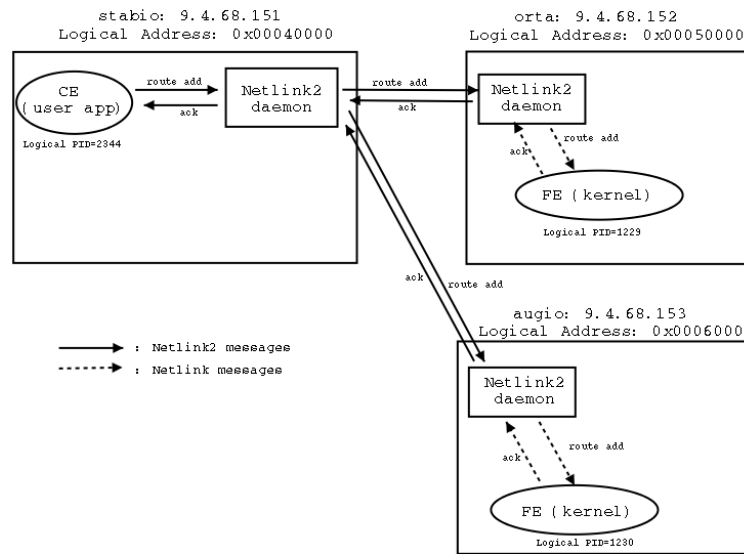 stabio: 9.4.68.151
Logical Address: 0x00040000
orta: 9.4.68.152
Logical Address: 0x00050000
CE
(user app)
Logical PID=2344
route add
ack
Netlink2
daemon
route add
ack
Netlink2
daemon
ack
route add
FE (kernel)
Logical PID=1229
ack
route add
augio: 9.4.68.153
Logical Address: 0x0006000
: Netlink2 messages
: Netlink messages
Netlink2
daemon
ack
route add
FE (kernel)
Logical PID=1230